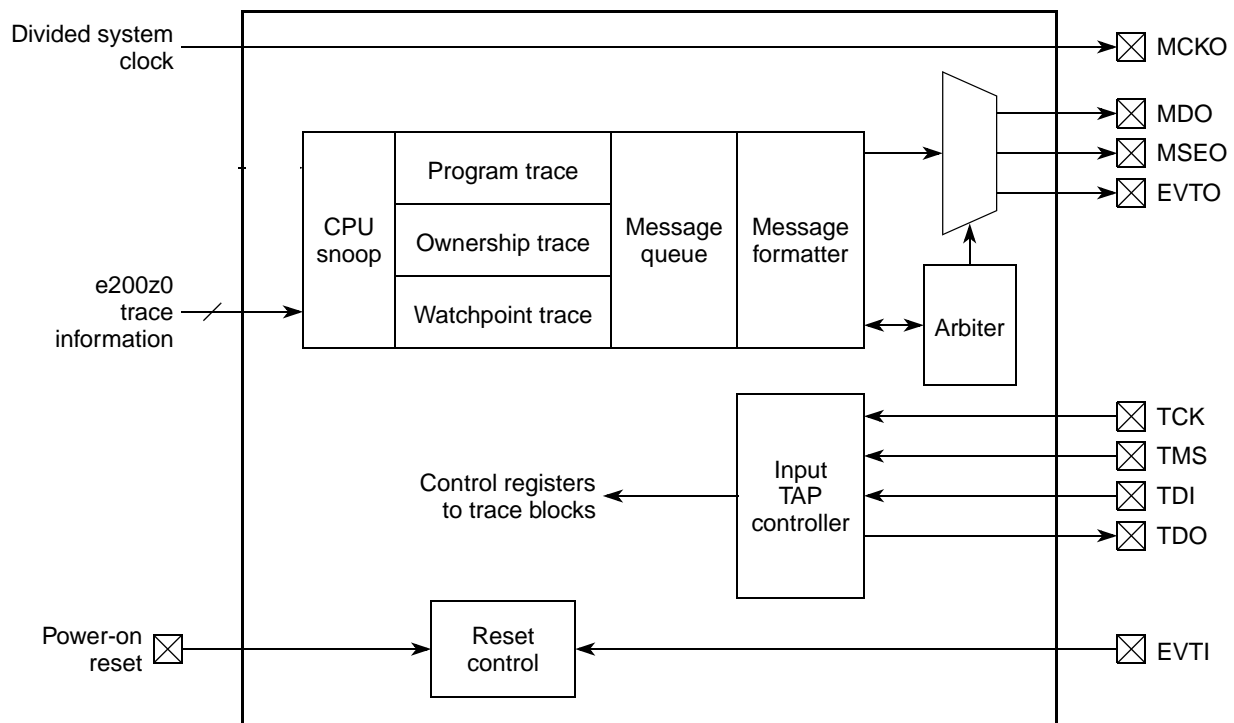 Divided system
clock
MCKO
MDO
MSEO
EVTO
CPU
snoop
Program trace
Ownership trace
Watchpoint trace
Message
queue
Message
formatter
e200z0
trace
information
Arbiter
TCK
TMS
TDI
TDO
Input
TAP
controller
Control registers
to trace blocks
Power-on
reset
Reset
control
EVTI